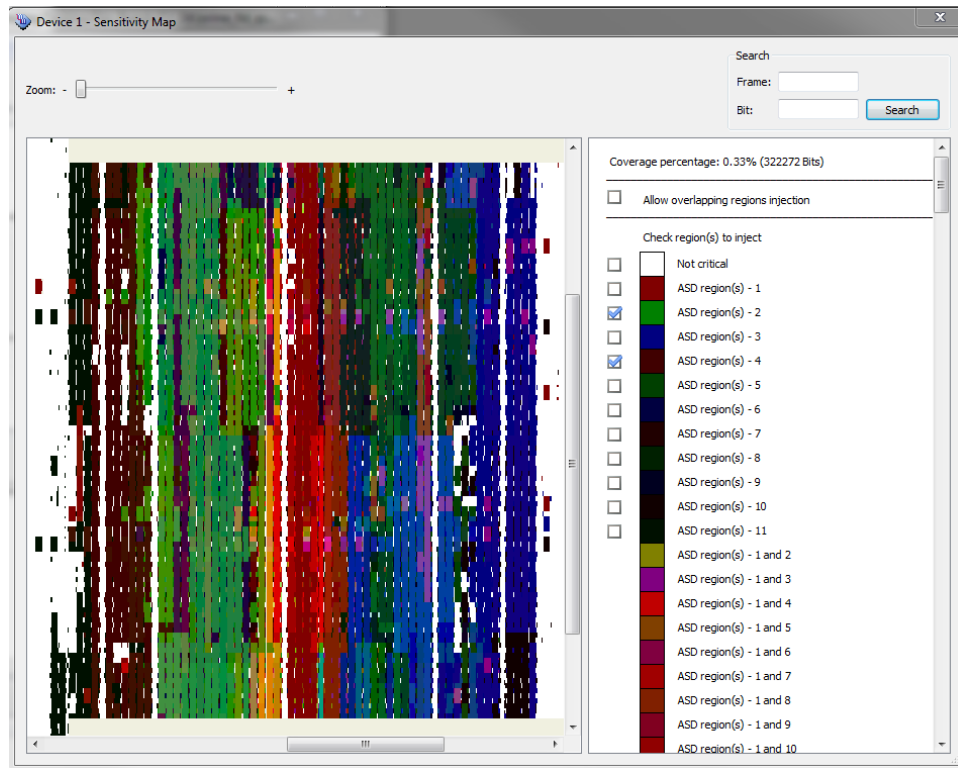 Device 1 - Sensitivity Map
x
Search
Frame:
Zoom: - +
Bit: Search
Coverage percentage: 0.33% (322272 Bits)
Allow overlapping regions injection
Check region(s) to inject
Not critical
ASD region(s) - 1
ASD region(s) - 2
ASD region(s) - 3
ASD region(s) - 4
ASD region(s) - 5
ASD region(s) - 6
ASD region(s) - 7
ASD region(s) - 8
ASD region(s) - 9
ASD region(s) - 10
ASD region(s) - 11
ASD region(s) - 1 and 2
ASD region(s) - 1 and 3
ASD region(s) - 1 and 4
ASD region(s) - 1 and 5
ASD region(s) - 1 and 6
ASD region(s) - 1 and 7
ASD region(s) - 1 and 8
ASD region(s) - 1 and 9
ASD region(s) - 1 and 10